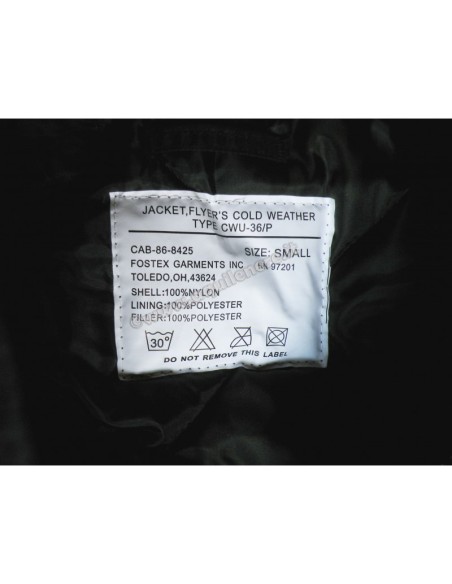 JACKET,FLYER'S COLD WEATHER
TYPE CWU-36/P
CAB-86-8425 SIZE: SMALL
FOSTEX GARMENTS INC. 97201
TOLEDO,OH,43624
SHELL:100%NYLON
LINING:100%POLYESTER
FILLER:100%POLYESTER
30°
DO NOT REMOVE THIS LABEL